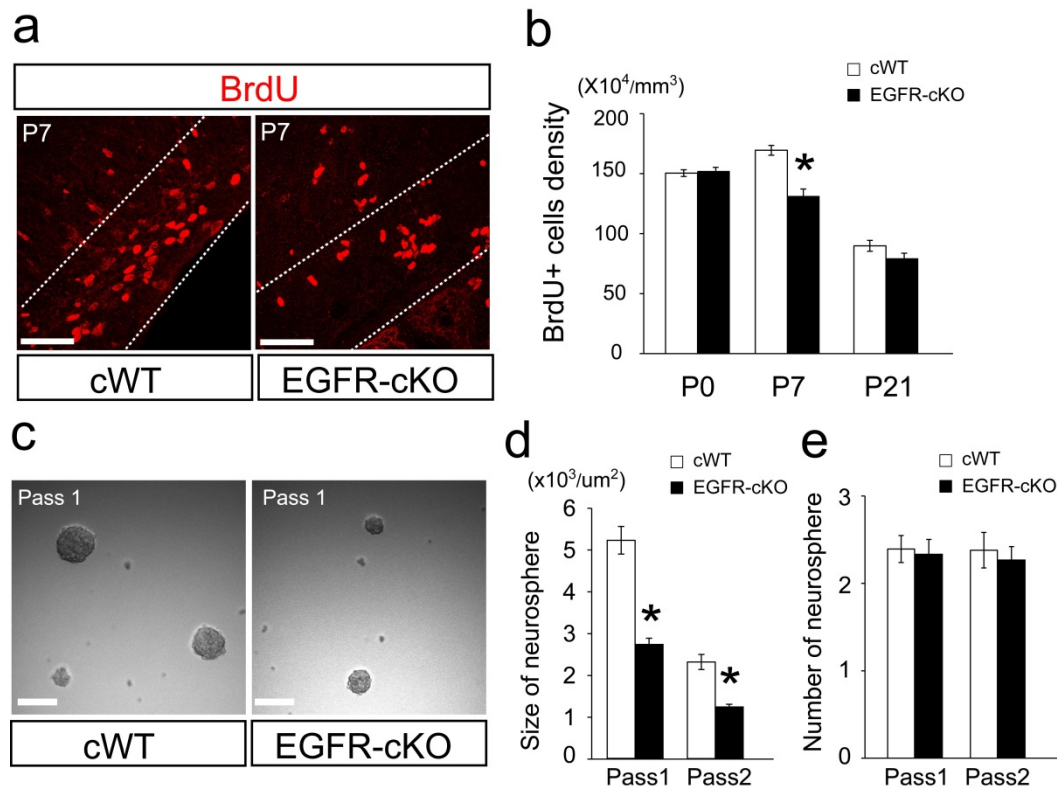 a
BrdU
P7
P7
cWT
EGFR-cKO
b
cWT
EGFR-cKO
(X10⁴/mm³)
BrdU+ cells density
200
150
100
50
0
*
P0
P7
P21
c
Pass 1
Pass 1
cWT
EGFR-cKO
d
cWT
EGFR-cKO
(x10³/um²)
Size of neurosphere
6
5
4
3
2
1
0
*
*
Pass1
Pass2
e
cWT
EGFR-cKO
Number of neurosphere
3
2
1
0
Pass1
Pass2